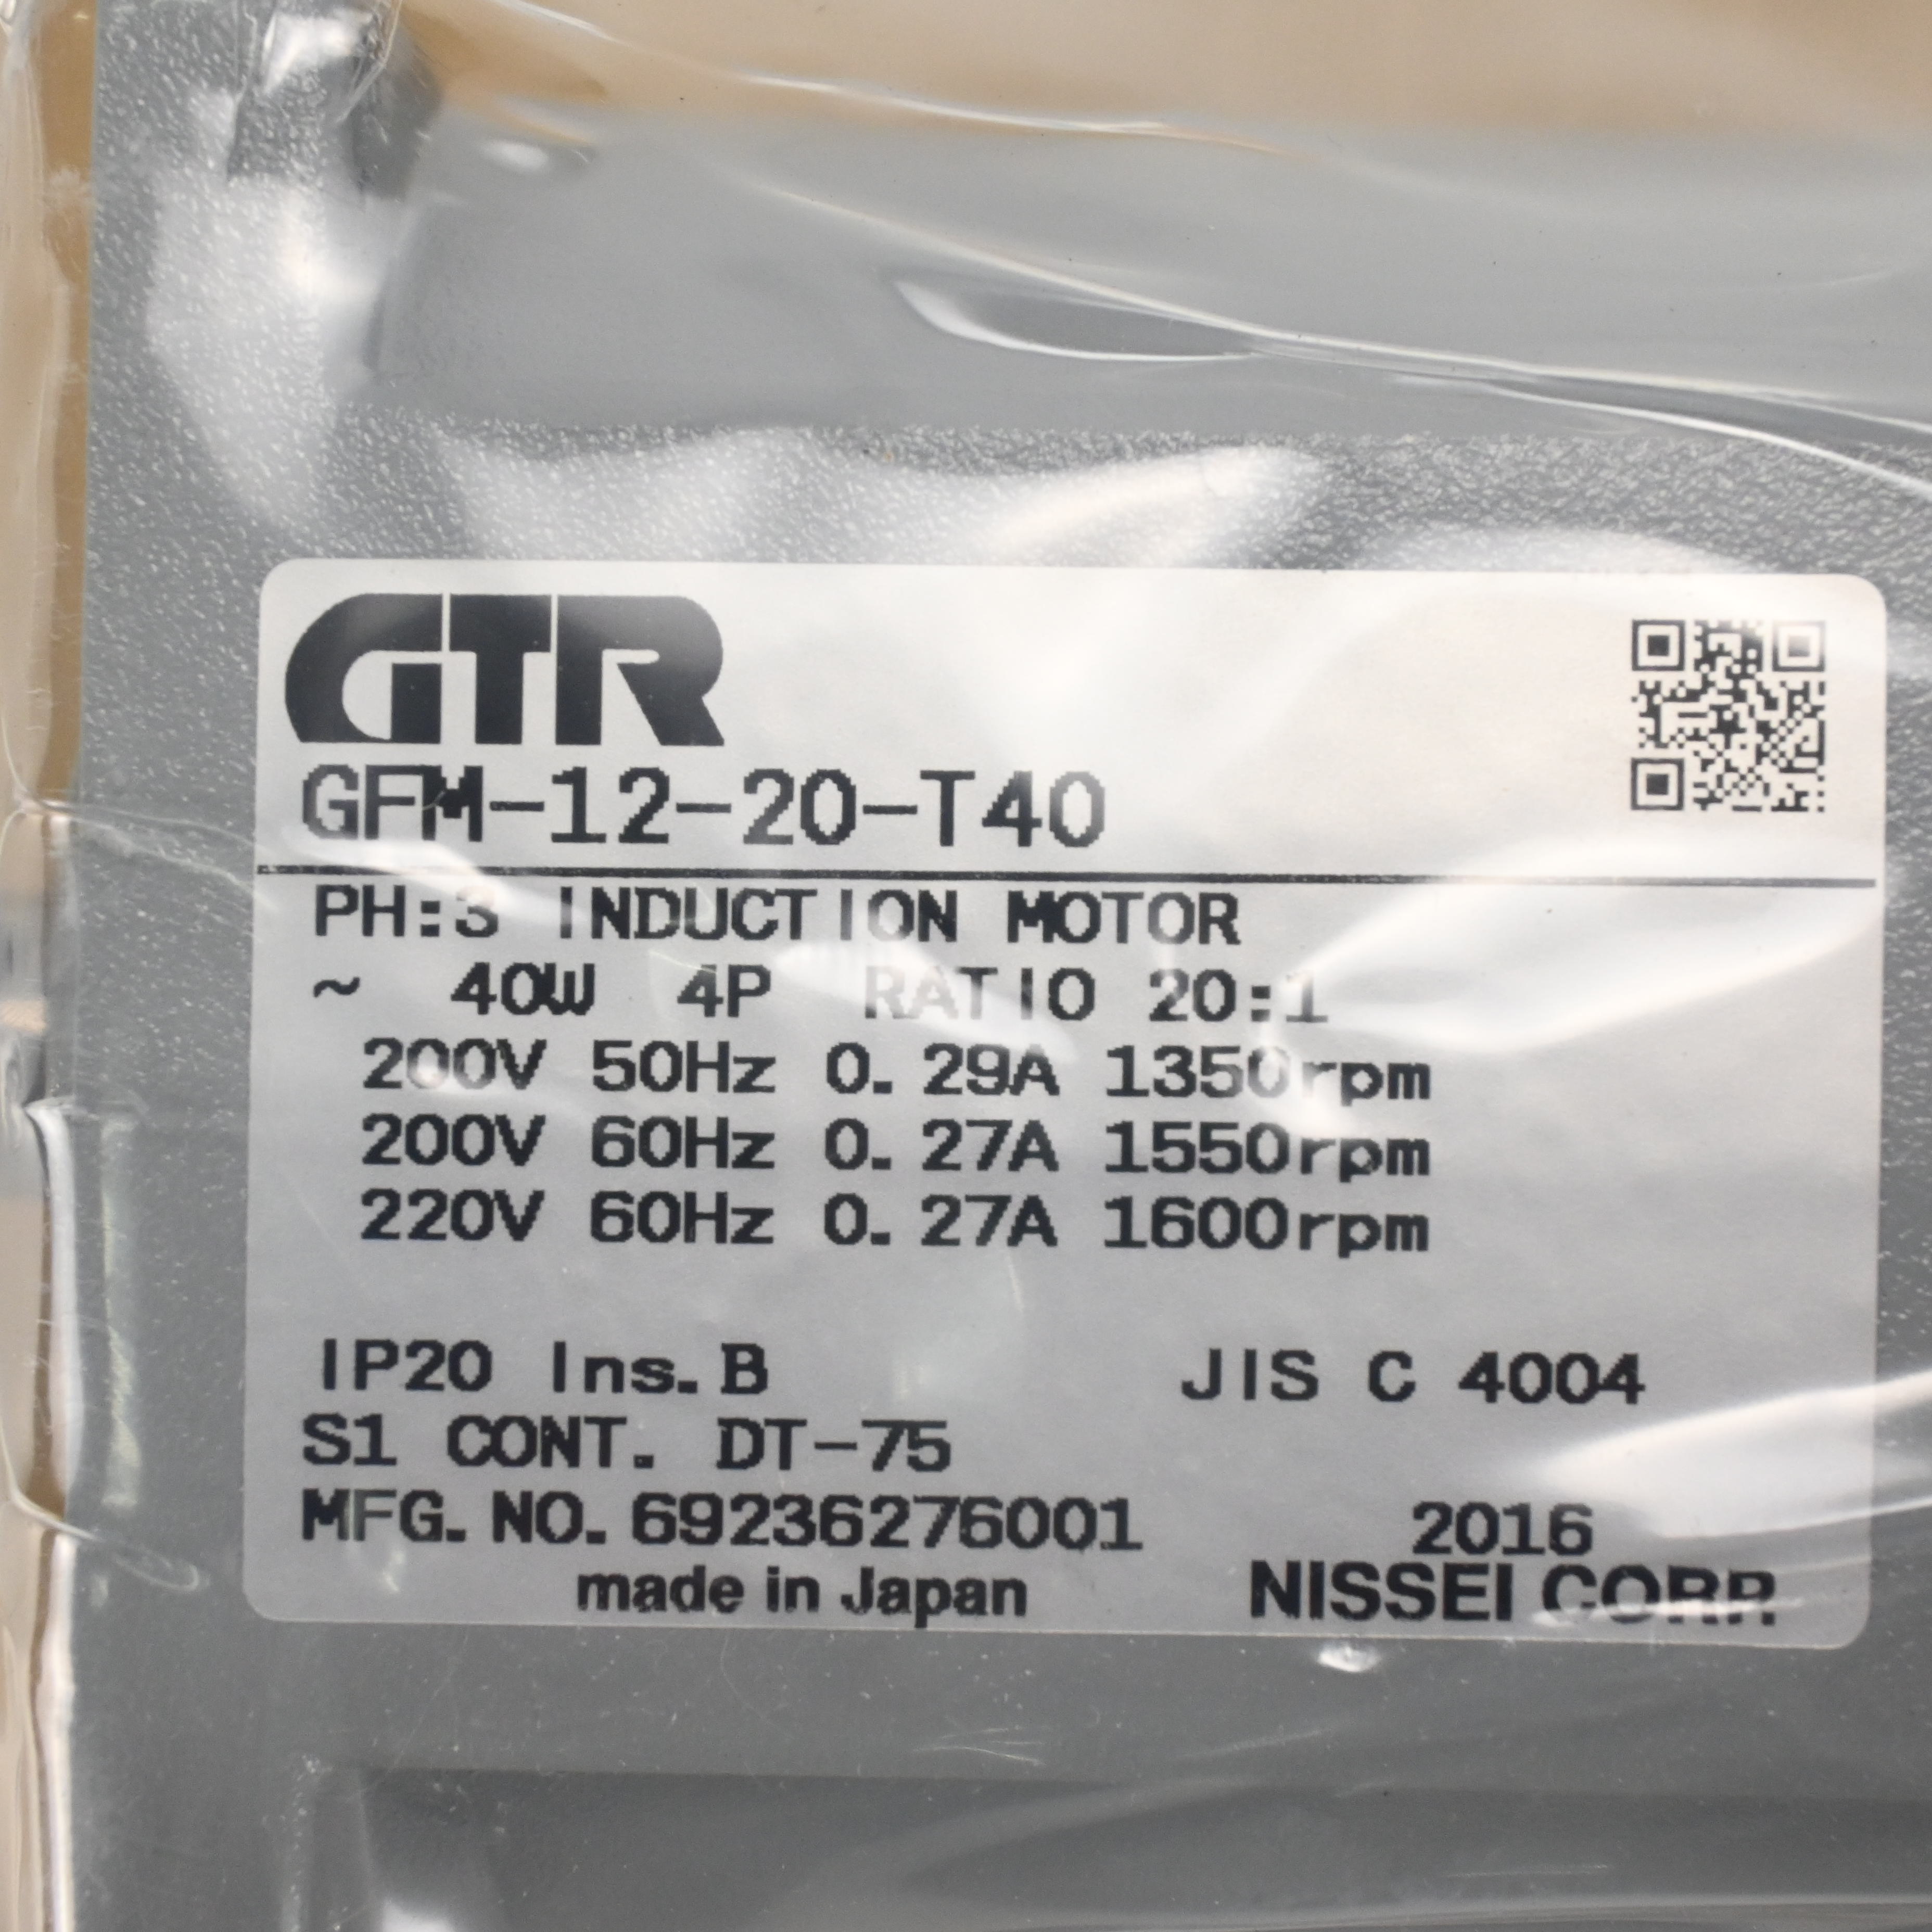 GTR
GFM-12-20-T40
PH:3 INDUCTION MOTOR
~ 40W 4P RATIO 20:1
200V 50Hz 0.29A 1350rpm
200V 60Hz 0.27A 1550rpm
220V 60Hz 0.27A 1600rpm
IP20 Ins.B JIS C 4004
S1 CONT. DT-75
MFG.NO.69236276001 2016
made in Japan NISSEI CORP.